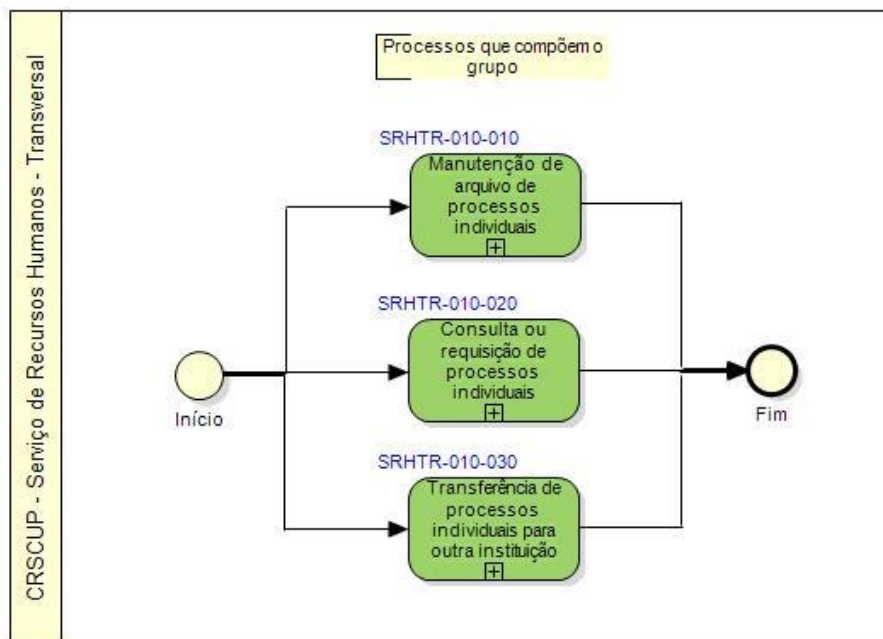 CRSCUP - Serviço de Recursos Humanos - Transversal
Processos que compõem o
grupo
SRHTR-010-010
Manutenção de
arquivo de
processos
individuais
SRHTR-010-020
Consulta ou
requisição de
processos
individuais
Início
Fim
SRHTR-010-030
Transferência de
processos
individuais para
outra instituição